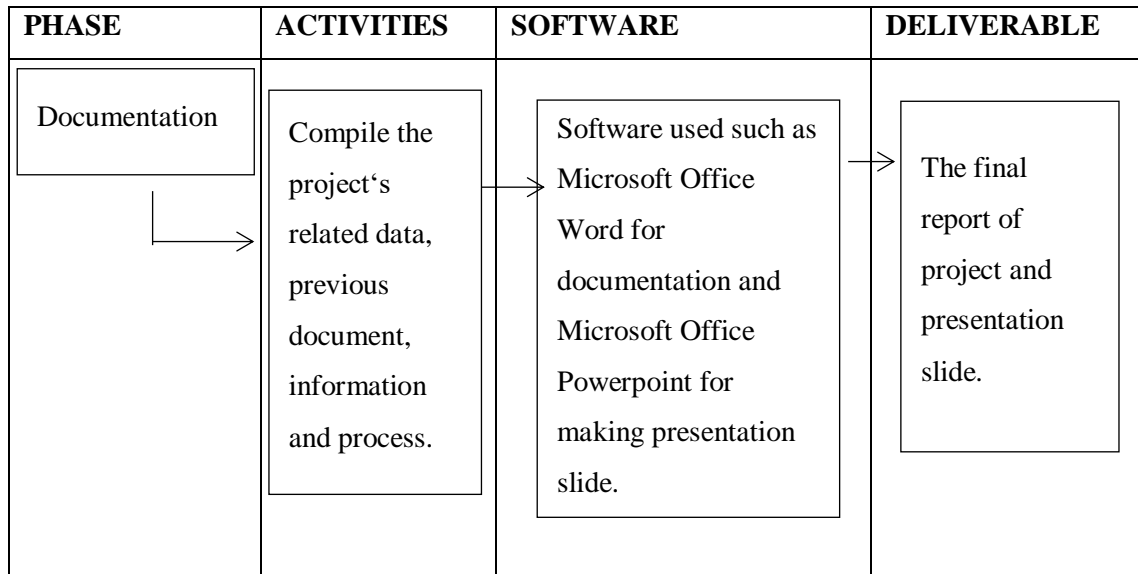 PHASE
ACTIVITIES
SOFTWARE
DELIVERABLE
Documentation
Compile the
project‘s
related data,
previous
document,
information
and process.
Software used such as
Microsoft Office
Word for
documentation and
Microsoft Office
Powerpoint for
making presentation
slide.
The final
report of
project and
presentation
slide.